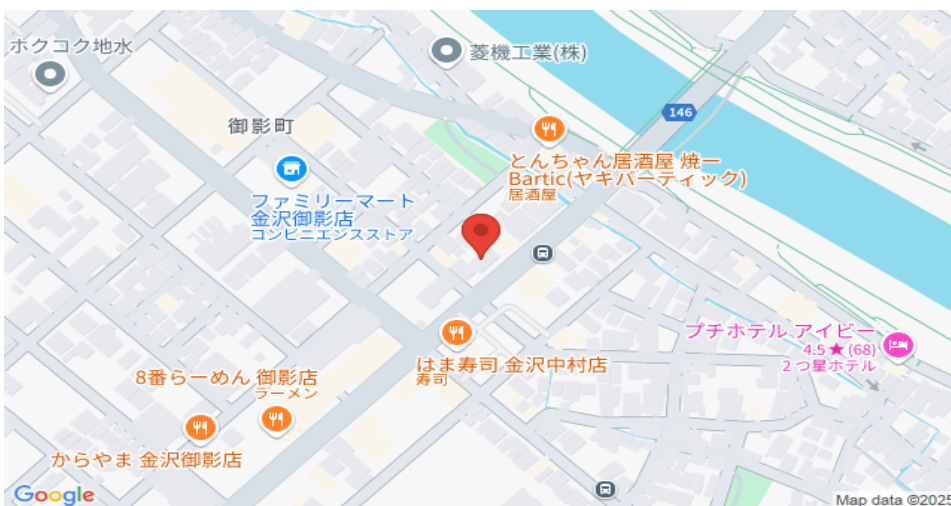 ホクコク地水
菱機工業(株)
146
御影町
とんちゃん居酒屋 焼一
Bartic(ヤキバーティック)
居酒屋
ファミリーマート
金沢御影店
コンビニエンスストア
プチホテル アイビー
4.5★(68)
2 つ星ホテル
はま寿司 金沢中村店
寿司
8番らーめん 御影店
ラーメン
からやま 金沢御影店
Google
Map data ©2025